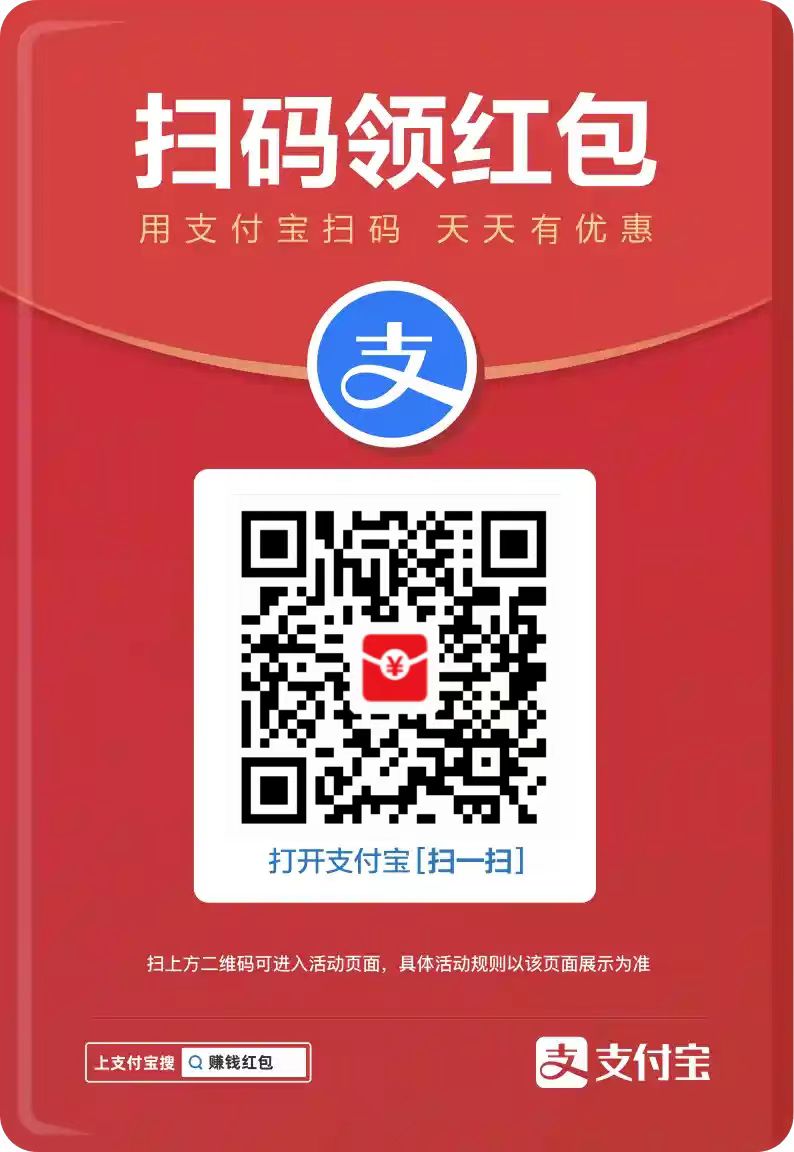 扫码领红包
用支付宝扫码 天天有优惠
支
¥
打开支付宝[扫一扫]
扫上方二维码可进入活动页面，具体活动规则以该页面展示为准
上支付宝搜 赚钱红包
支 支付宝